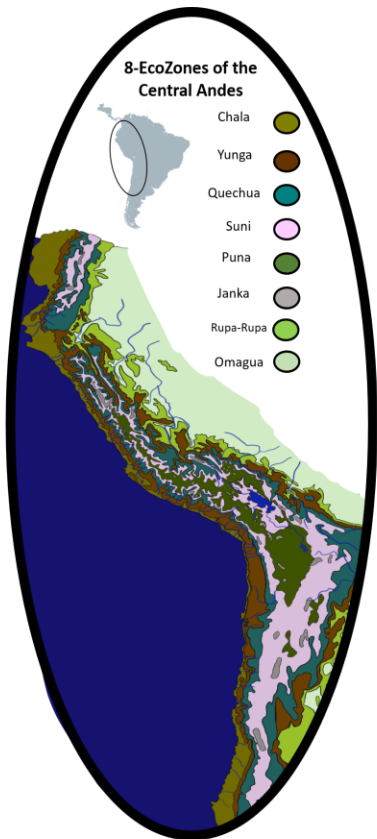 8-EcoZones of the
Central Andes
Chala
Yunga
Quechua
Suni
Puna
Janka
Rupa-Rupa
Omagua